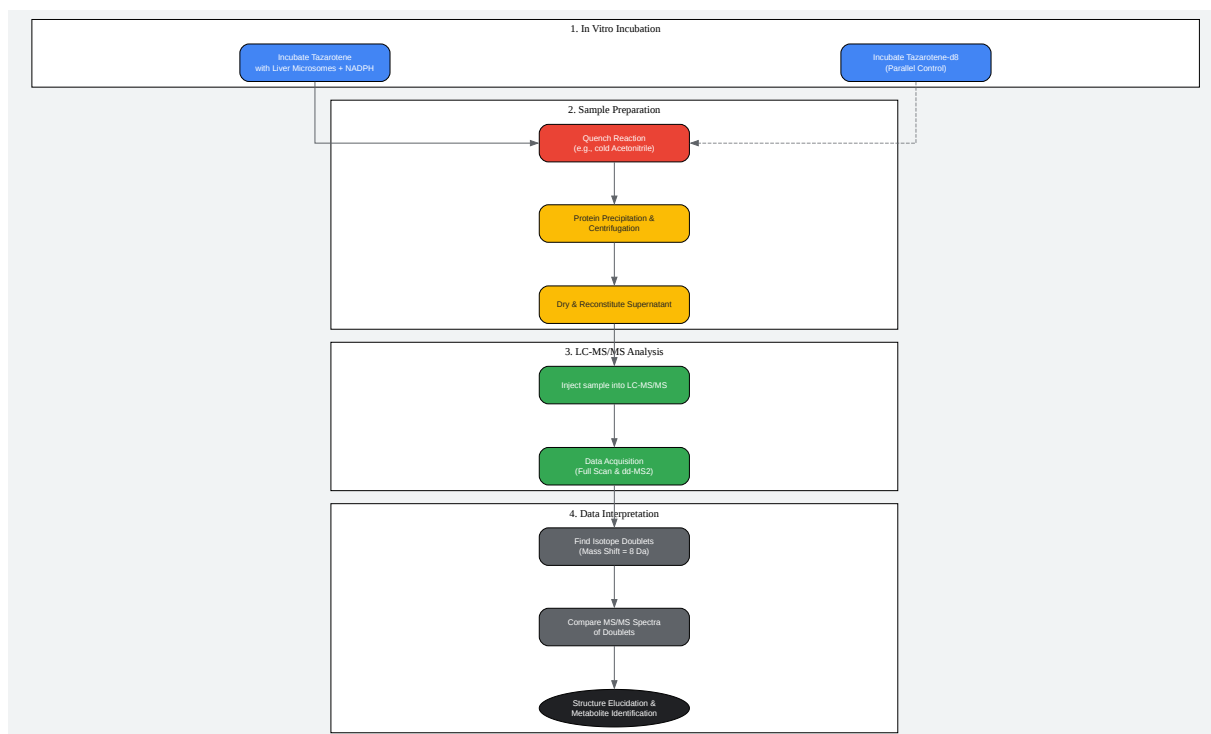 1. In Vitro Incubation
Incubate Tazarotene
with Liver Microsomes + NADPH
Incubate Tazarotene-d8
(Parallel Control)
2. Sample Preparation
Quench Reaction
(e.g., cold Acetonitrile)
Protein Precipitation &
Centrifugation
Dry & Reconstitute Supernatant
3. LC-MS/MS Analysis
Inject sample into LC-MS/MS
Data Acquisition
(Full Scan & dd-MS2)
4. Data Interpretation
Find Isotope Doublets
(Mass Shift = 8 Da)
Compare MS/MS Spectra
of Doublets
Structure Elucidation &
Metabolite Identification